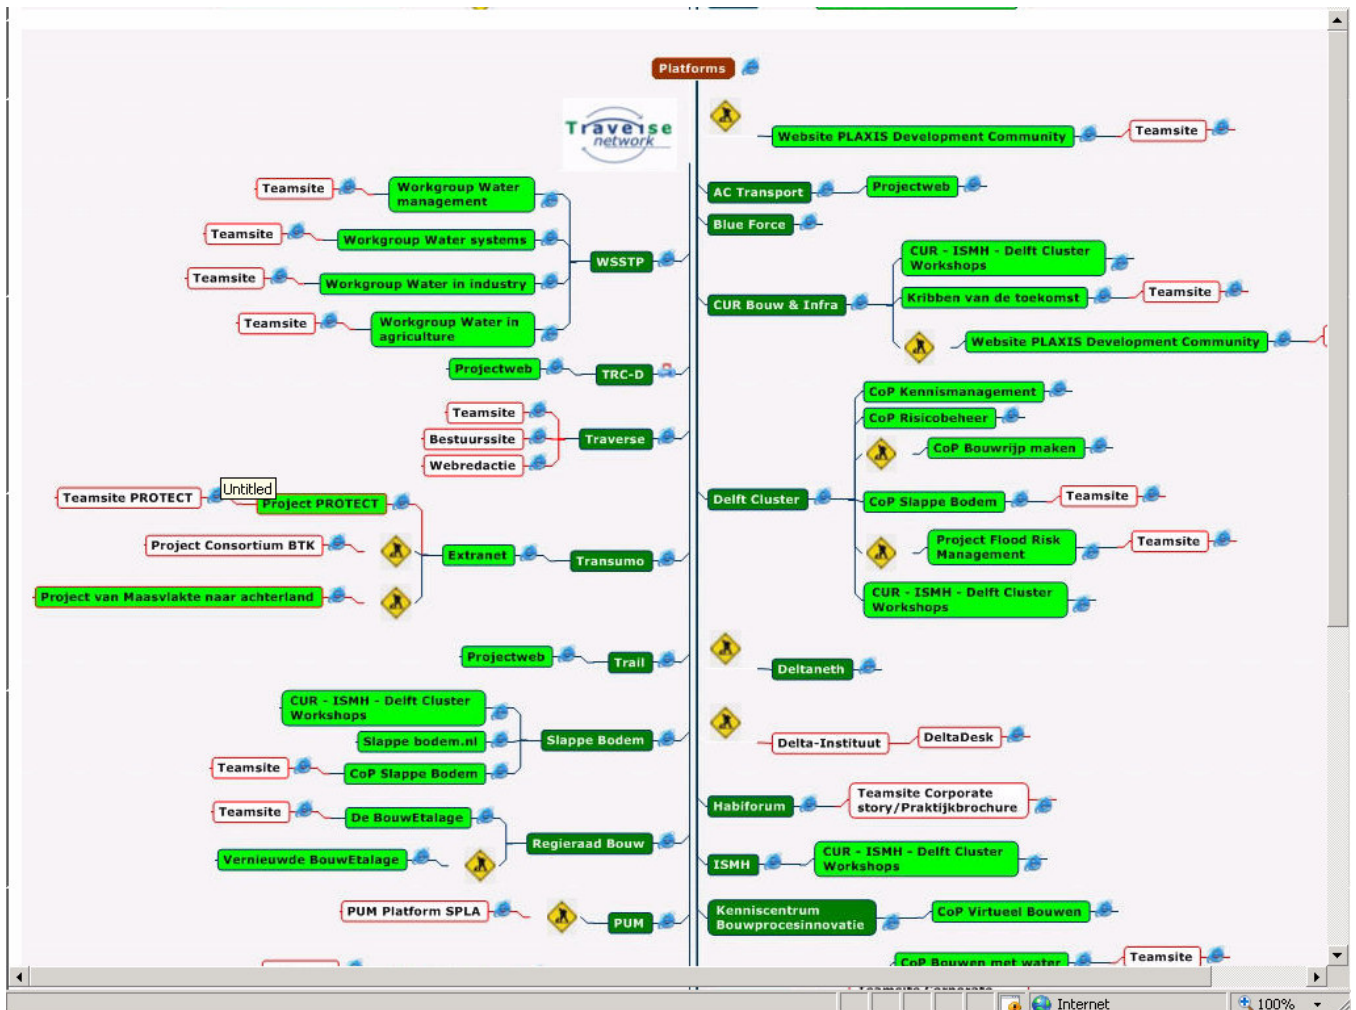 Platforms
Traverse
network
Website PLAXIS Development Community
Teamsite
AC Transport
Projectweb
Blue Force
CUR Bouw & Infra
CUR - ISMH - Delft Cluster
Workshops
Kribben van de toekomst
Teamsite
Website PLAXIS Development Community
Delft Cluster
CoP Kennismanagement
CoP Risicobeheer
CoP Bouwrijp maken
CoP Slappe Bodem
Teamsite
Project Flood Risk
Management
Teamsite
CUR - ISMH - Delft Cluster
Workshops
Deltaneth
Delta-Instituut
DeltaDesk
Habiforum
Teamsite Corporate
story/Praktijkbrochure
ISMH
CUR - ISMH - Delft Cluster
Workshops
Kenniscentrum
Bouwprocesinnovatie
CoP Virtueel Bouwen
CoP Bouwen met water
Teamsite
Teamsite Corporate
WSSTP
Workgroup Water
management
Teamsite
Workgroup Water systems
Teamsite
Workgroup Water in industry
Teamsite
Workgroup Water in
agriculture
Teamsite
TRC-D
Projectweb
Traverse
Teamsite
Bestuurssite
Webredactie
Transumo
Extranet
Project PROTECT
Untitled
Teamsite PROTECT
Project Consortium BTK
Project van Maasvlakte naar achterland
Trail
Projectweb
Slappe Bodem
CUR - ISMH - Delft Cluster
Workshops
Slappe bodem.nl
CoP Slappe Bodem
Teamsite
Regieraad Bouw
De BouwEtalage
Teamsite
Vernieuwde BouwEtalage
PUM
PUM Platform SPLA
Internet
100%